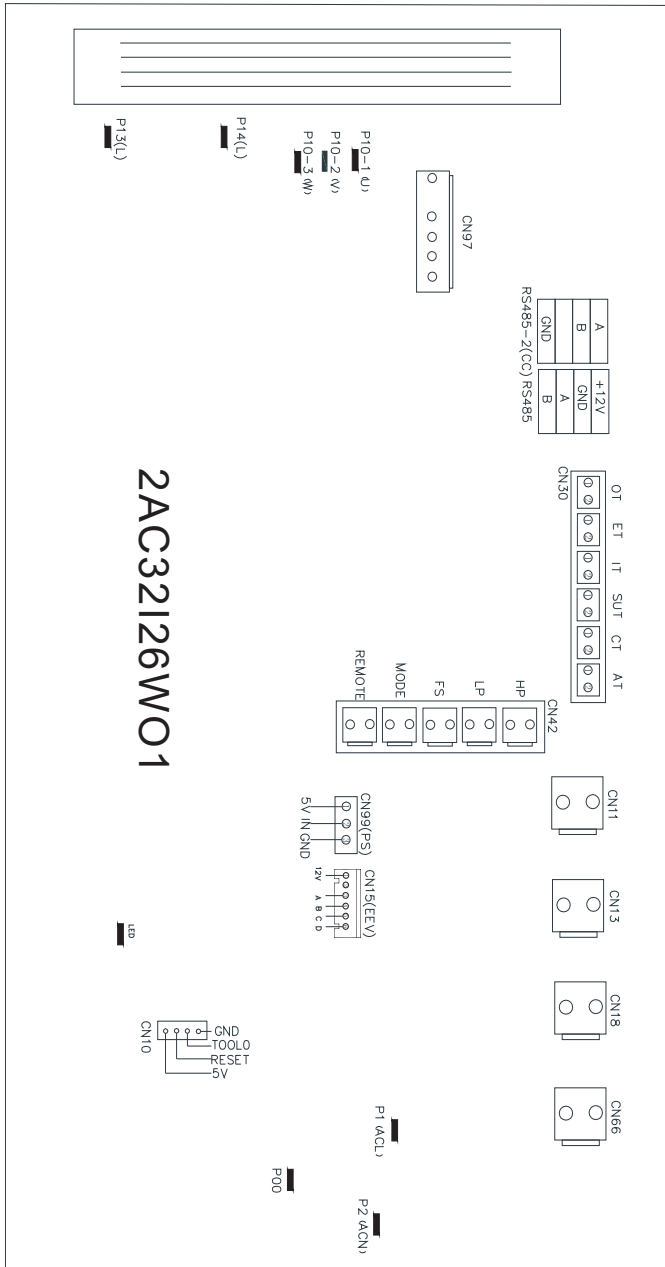 P13(L)
P14(L)
P10-3(W)
P10-2(V)
P10-1(U)
CN97
RS485-2(CC)
GND
B
A
RS485
B
A
GND
+12V
CN30
OT
ET
IT
SUT
CT
AT
2AC32I26WO1
REMOTE
MODE
FS
LP
HP
CN42
CN11
CN13
CN18
CN66
CN99(PS)
5V
IN
GND
CN15(EEV)
12V
A
B
C
D
LED
CN10
GND
TOOL0
RESET
5V
P1(ACL)
P00
P2(ACN)